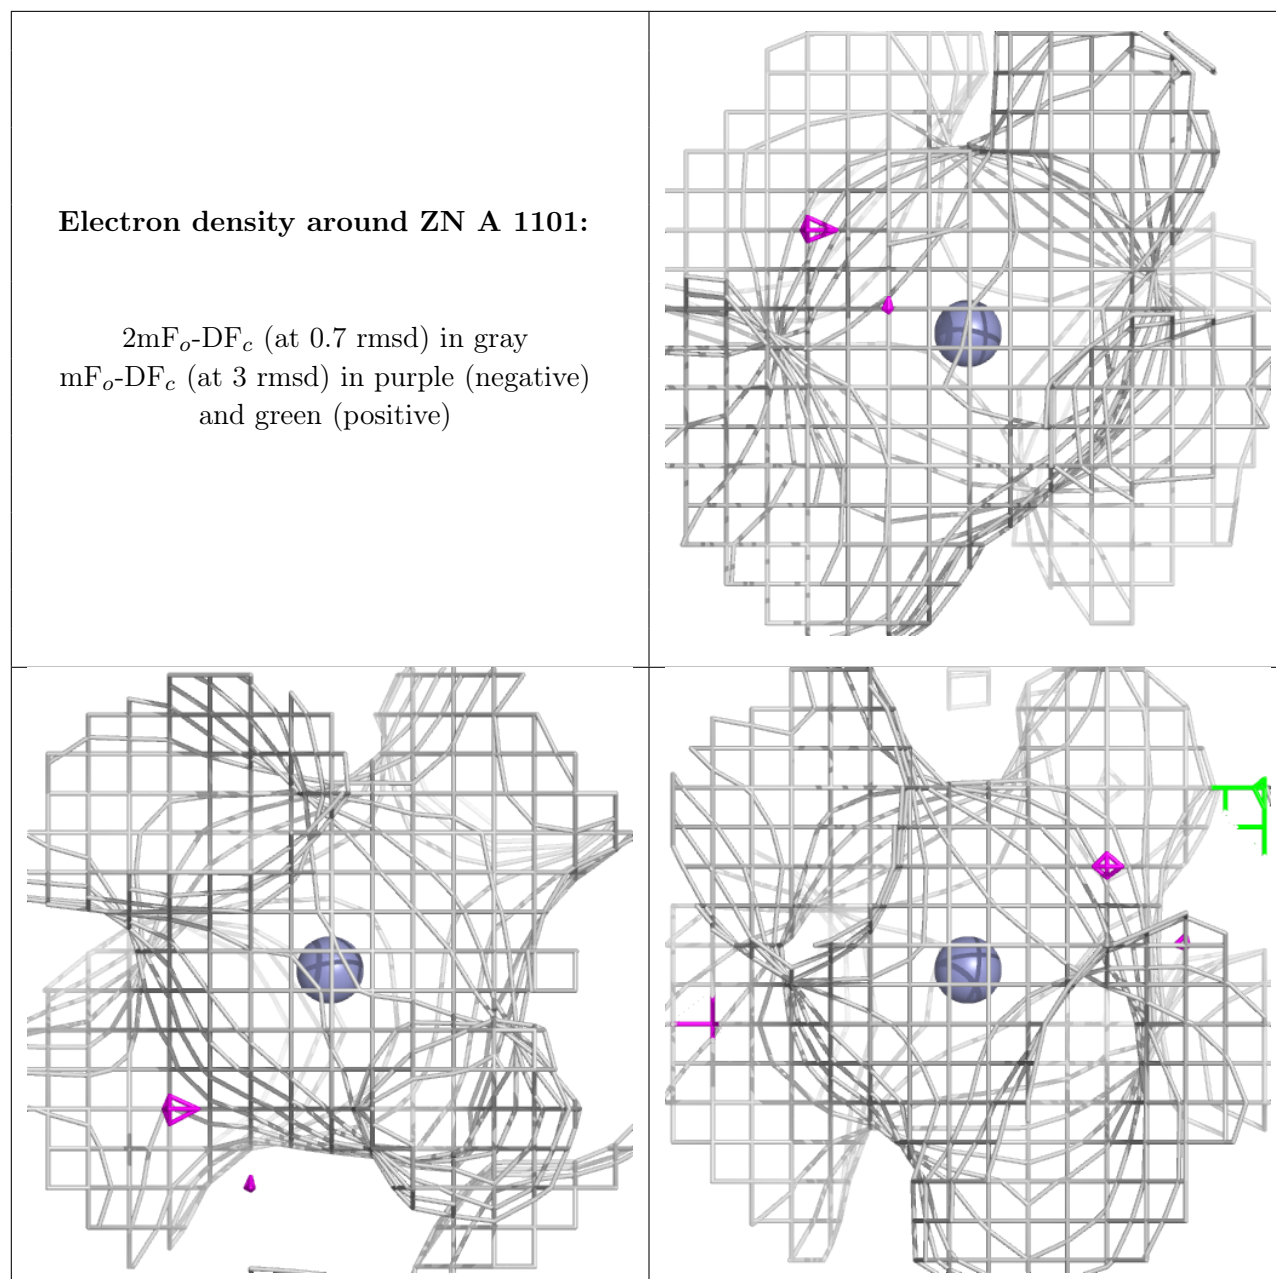 Electron density around ZN A 1101:
2mFo-DFc (at 0.7 rmsd) in gray
mFo-DFc (at 3 rmsd) in purple (negative)
and green (positive)